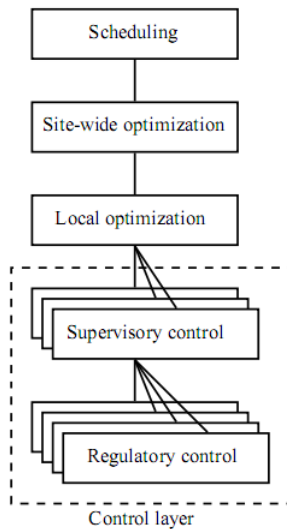 Scheduling
Site-wide optimization
Local optimization
Supervisory control
Regulatory control
Control layer